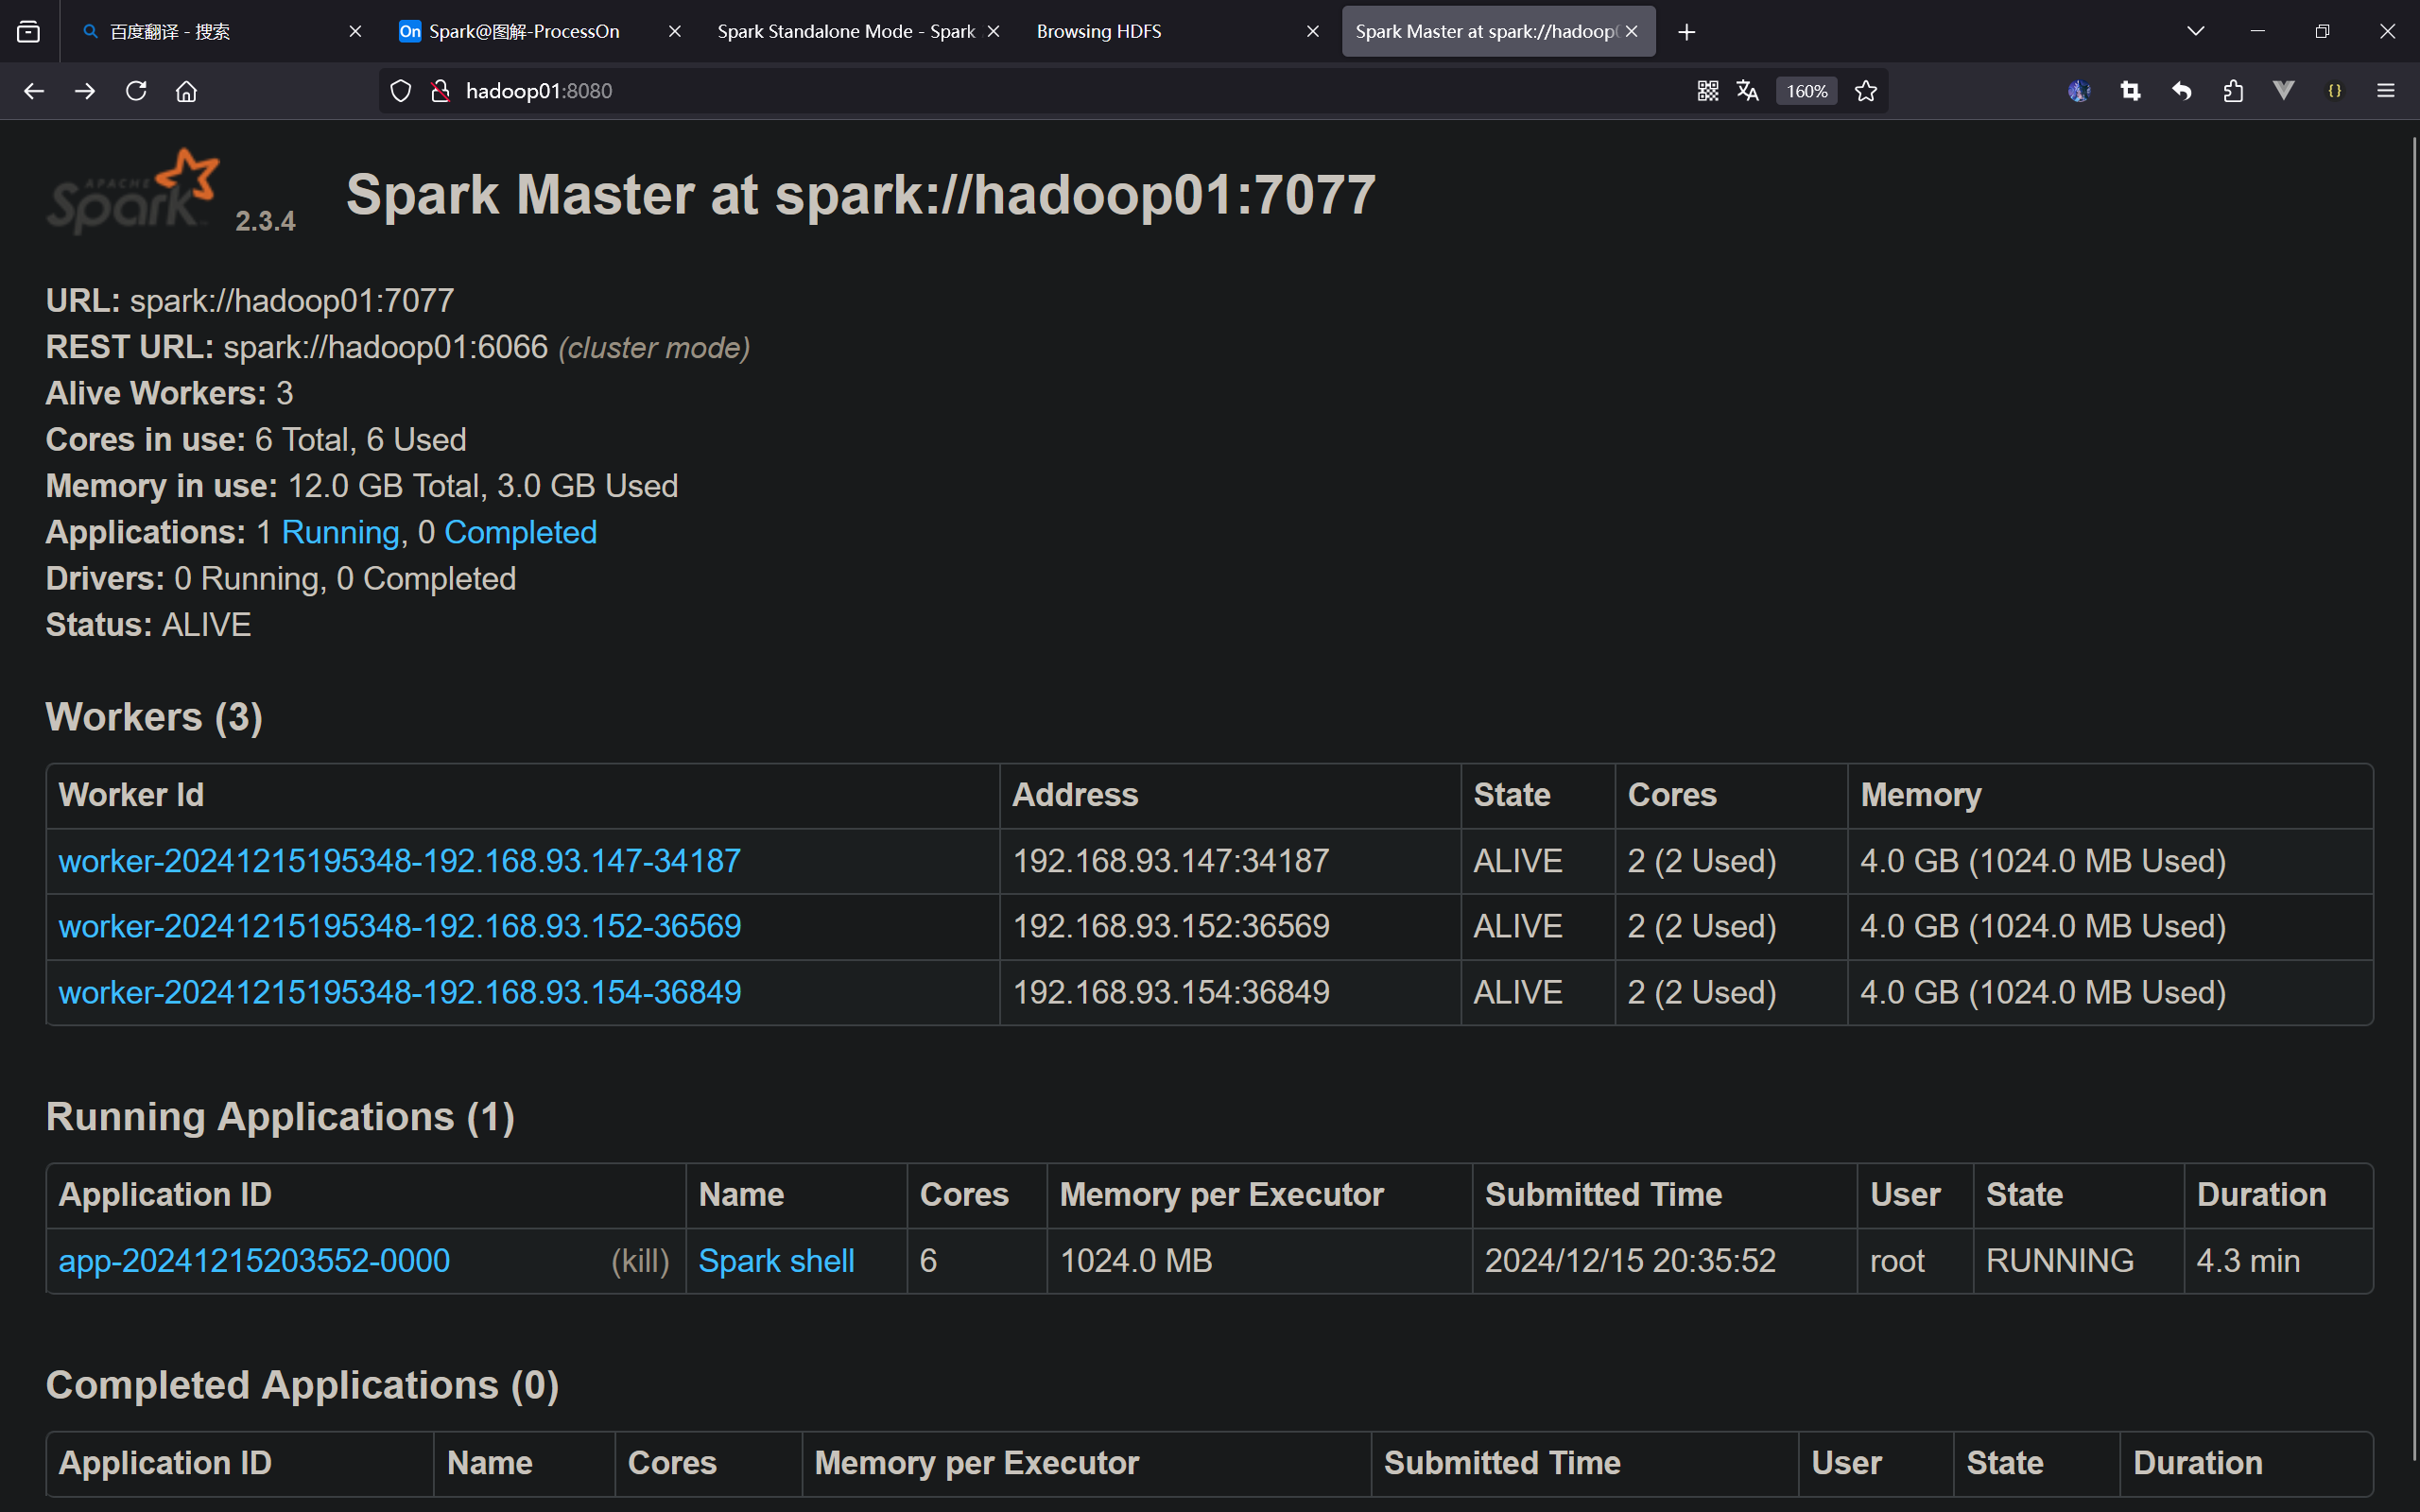 百度翻译 - 搜索
On Spark@图解-ProcessOn
Spark Standalone Mode - Spark
Browsing HDFS
Spark Master at spark://hadoop
hadoop01:8080
160%
APACHE
Spark 2.3.4
Spark Master at spark://hadoop01:7077
URL: spark://hadoop01:7077
REST URL: spark://hadoop01:6066 (cluster mode)
Alive Workers: 3
Cores in use: 6 Total, 6 Used
Memory in use: 12.0 GB Total, 3.0 GB Used
Applications: 1 Running, 0 Completed
Drivers: 0 Running, 0 Completed
Status: ALIVE
Workers (3)
Worker Id Address State Cores Memory
worker-20241215195348-192.168.93.147-34187 192.168.93.147:34187 ALIVE 2 (2 Used) 4.0 GB (1024.0 MB Used)
worker-20241215195348-192.168.93.152-36569 192.168.93.152:36569 ALIVE 2 (2 Used) 4.0 GB (1024.0 MB Used)
worker-20241215195348-192.168.93.154-36849 192.168.93.154:36849 ALIVE 2 (2 Used) 4.0 GB (1024.0 MB Used)
Running Applications (1)
Application ID Name Cores Memory per Executor Submitted Time User State Duration
app-20241215203552-0000 (kill) Spark shell 6 1024.0 MB 2024/12/15 20:35:52 root RUNNING 4.3 min
Completed Applications (0)
Application ID Name Cores Memory per Executor Submitted Time User State Duration